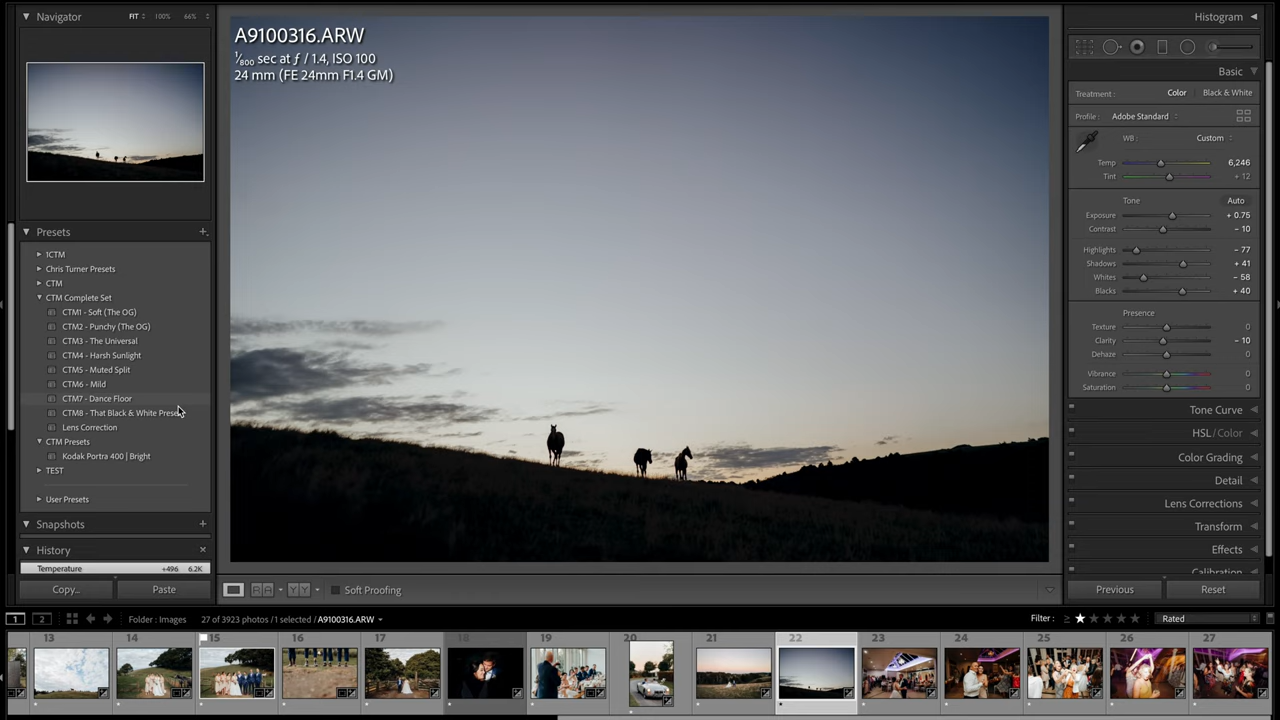 Navigator
FIT
100%
66%
A9100316.ARW
1/800 sec at ƒ / 1.4, ISO 100
24 mm (FE 24mm F1.4 GM)
Presets
1CTM
Chris Turner Presets
CTM
CTM Complete Set
CTM1 - Soft (The OG)
CTM2 - Punchy (The OG)
CTM3 - The Universal
CTM4 - Harsh Sunlight
CTM5 - Muted Split
CTM6 - Mild
CTM7 - Dance Floor
CTM8 - That Black & White Preset
Lens Correction
CTM Presets
Kodak Portra 400 | Bright
TEST
User Presets
Snapshots
History
Temperature +496 6.2K
Copy...
Paste
Histogram
Basic
Treatment : Color Black & White
Profile : Adobe Standard
WB : Custom
Temp 6,246
Tint + 12
Tone Auto
Exposure + 0.75
Contrast − 10
Highlights − 77
Shadows + 41
Whites − 58
Blacks + 40
Presence
Texture 0
Clarity − 10
Dehaze 0
Vibrance 0
Saturation 0
Tone Curve
HSL / Color
Color Grading
Detail
Lens Corrections
Transform
Effects
Calibration
Previous
Reset
Soft Proofing
1 2 Folder : Images 27 of 3923 photos / 1 selected / A9100316.ARW
Filter : ≥ Rated
13 14 15 16 17 18 19 20 21 22 23 24 25 26 27